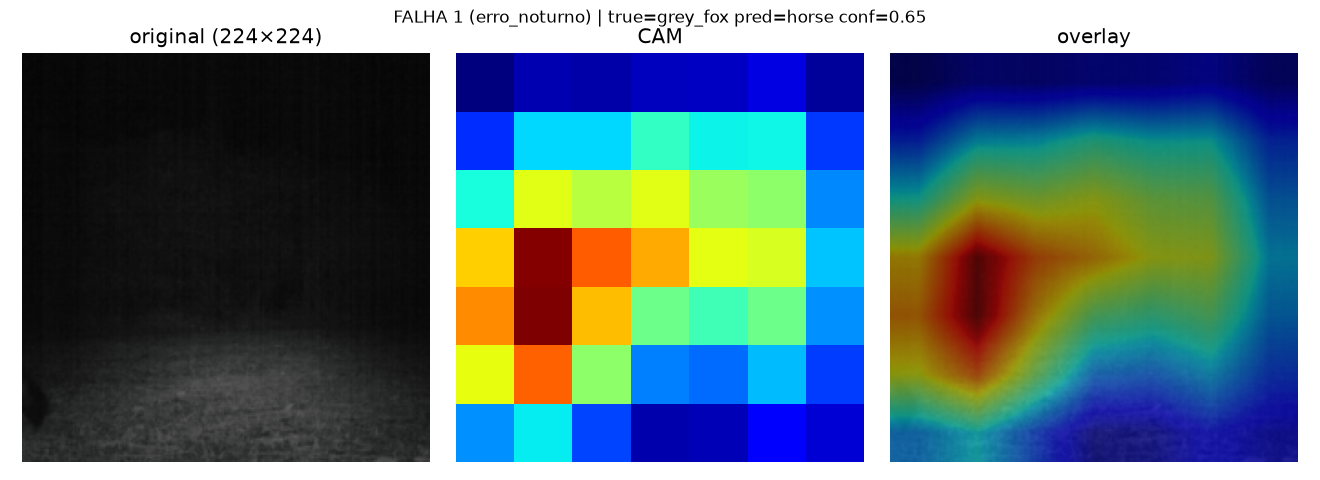 FALHA 1 (erro_noturno) | true=grey_fox pred=horse conf=0.65
original (224×224)
CAM
overlay